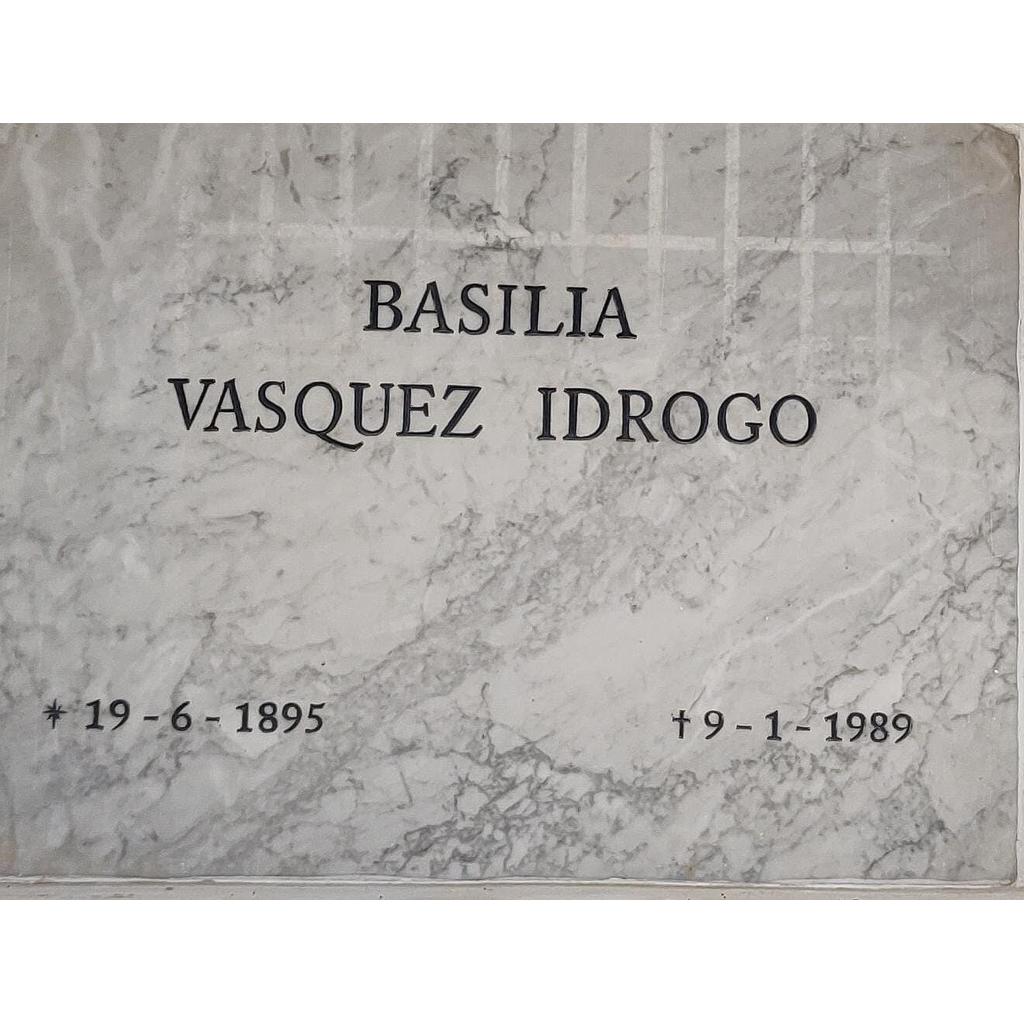 BASILIA
VASQUEZ IDROGO
* 19 - 6 - 1895 † 9 - 1 - 1989